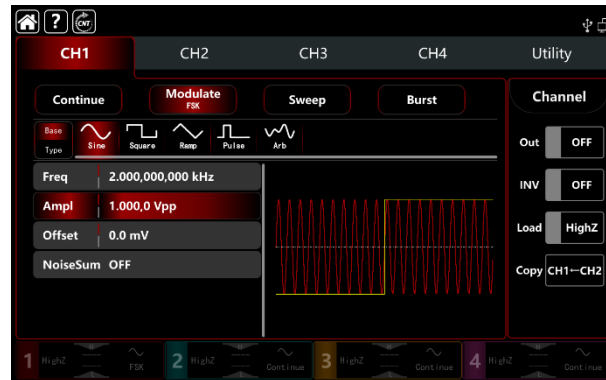 ? CNT
CH1 CH2 CH3 CH4 Utility
Continue Modulate Sweep Burst Channel
FSK
Base
Type Sine Square Ramp Pulse Arb
Out OFF
Freq 2.000,000,000 kHz
INV OFF
Ampl 1.000,0 Vpp
Load HighZ
Offset 0.0 mV
NoiseSum OFF
Copy CH1←CH2
1 HighZ FSK 2 HighZ Continue 3 HighZ Continue 4 HighZ Continue